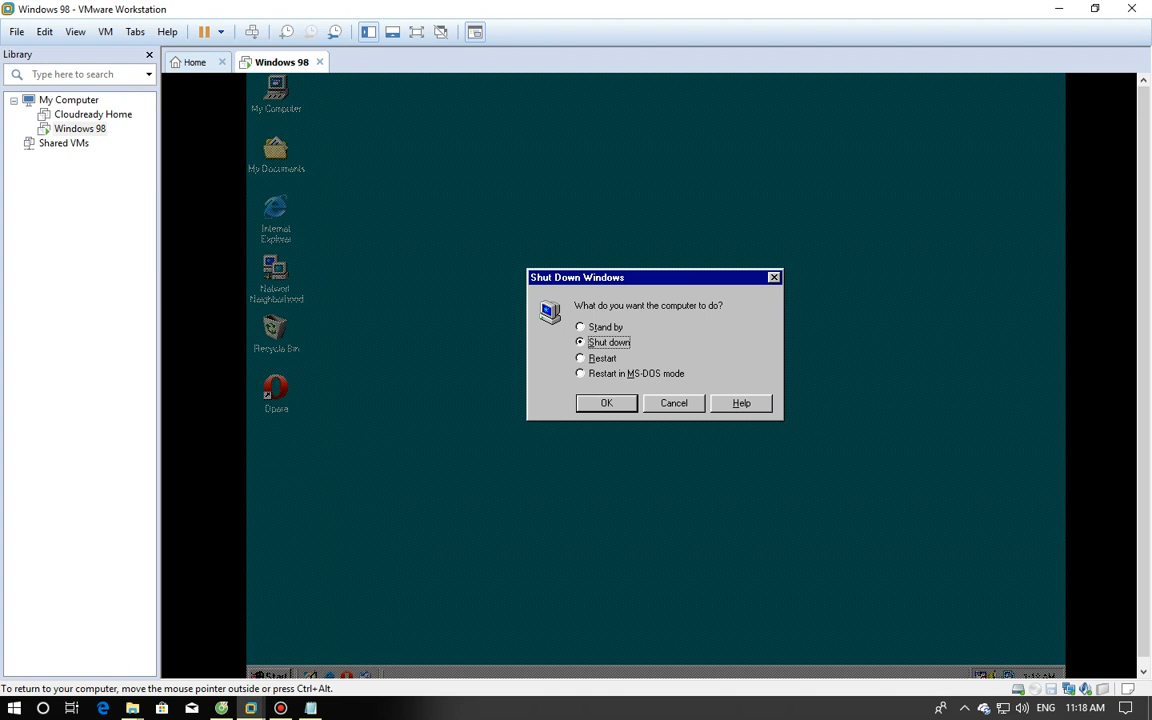 Windows 98 - VMware Workstation
File Edit View VM Tabs Help
Library
Type here to search
My Computer
Cloudready Home
Windows 98
Shared VMs
Home
Windows 98
My Computer
My Documents
Internet
Explorer
Network
Neighborhood
Recycle Bin
Opera
Shut Down Windows
What do you want the computer to do?
Stand by
Shut down
Restart
Restart in MS-DOS mode
OK Cancel Help
Start
To return to your computer, move the mouse pointer outside or press Ctrl+Alt.
ENG 11:18 AM